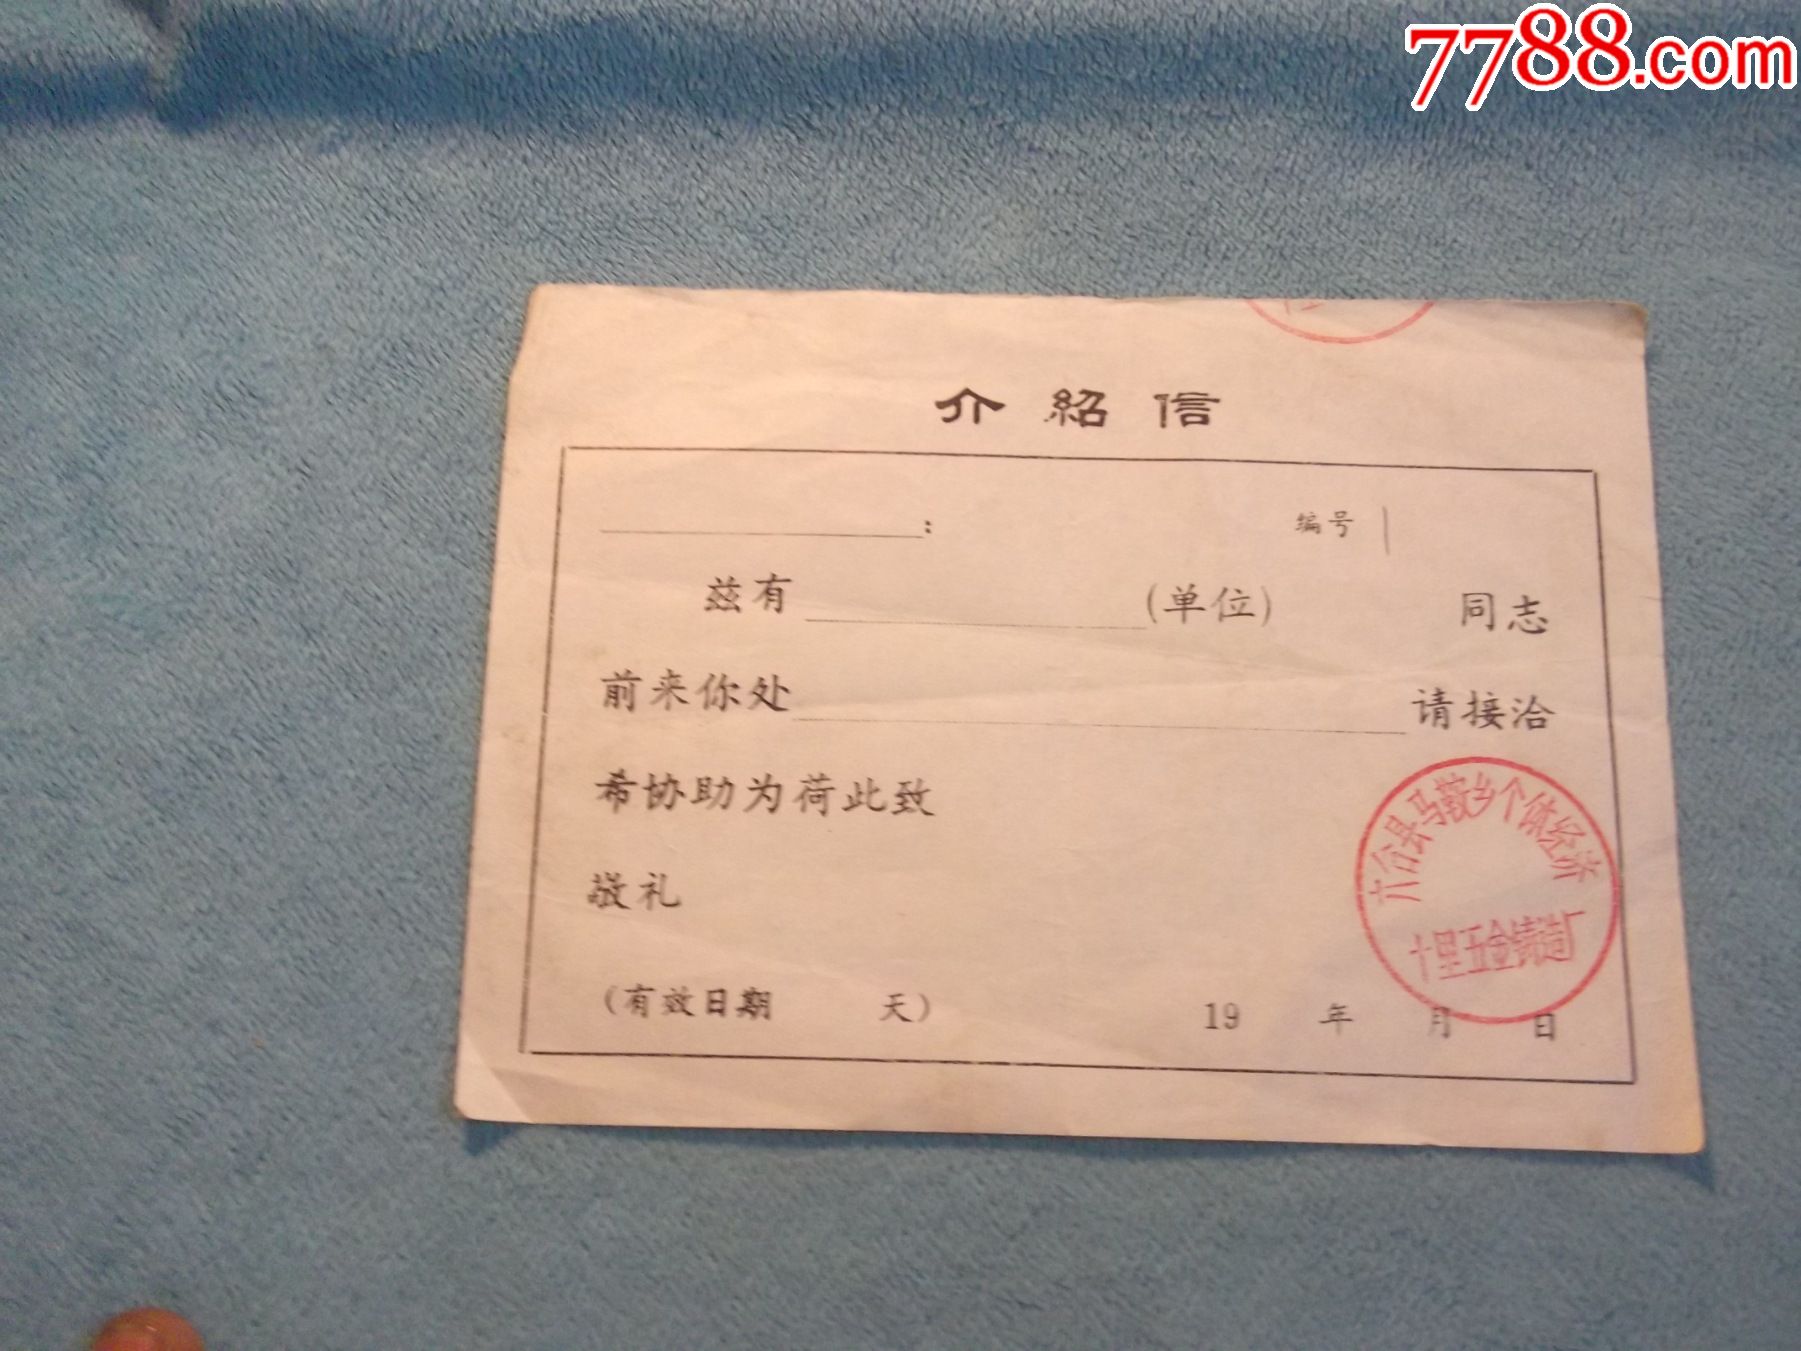 7788.com
介紹信
：
编号
兹有 (单位) 同志
前来你处 请接洽
希协助为荷此致
敬礼
六合县马鞍乡个体经济
十里五金铸造厂
(有效日期 天)
19 年 月 日